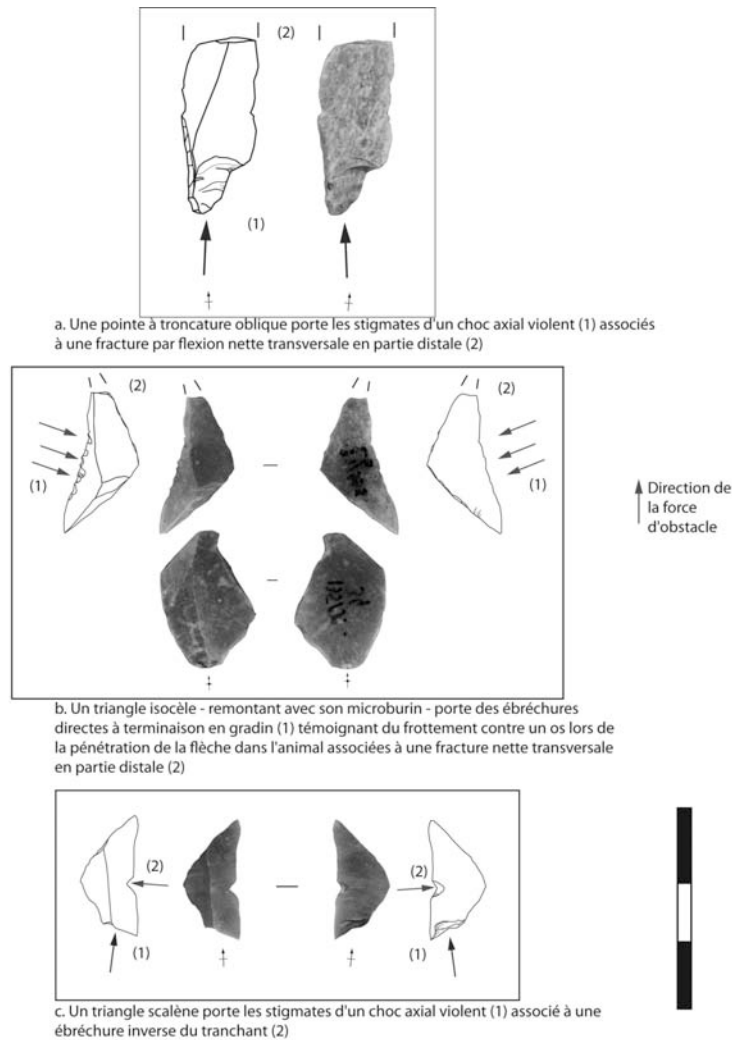 (2)
(1)
a. Une pointe à troncature oblique porte les stigmates d'un choc axial violent (1) associés
à une fracture par flexion nette transversale en partie distale (2)
(2)
(2)
(1)
(1)
Direction de
la force
d'obstacle
b. Un triangle isocèle - remontant avec son microburin - porte des ébréchures
directes à terminaison en gradin (1) témoignant du frottement contre un os lors de
la pénétration de la flèche dans l'animal associées à une fracture nette transversale
en partie distale (2)
(2)
(2)
(1)
(1)
c. Un triangle scalène porte les stigmates d'un choc axial violent (1) associé à une
ébréchure inverse du tranchant (2)